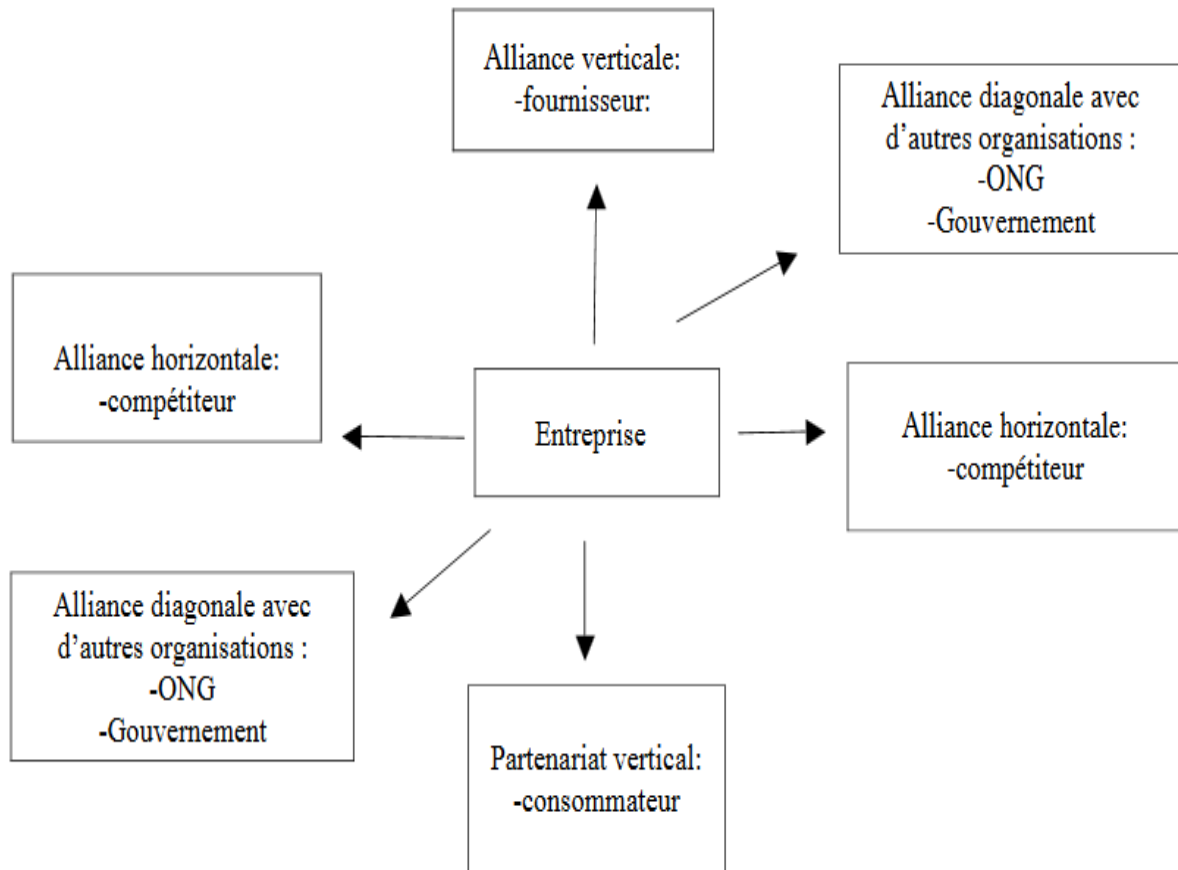 Alliance verticale:
-fournisseur:
Alliance diagonale avec
d’autres organisations :
-ONG
-Gouvernement
Alliance horizontale:
-compétiteur
Entreprise
Alliance horizontale:
-compétiteur
Alliance diagonale avec
d’autres organisations :
-ONG
-Gouvernement
Partenariat vertical:
-consommateur